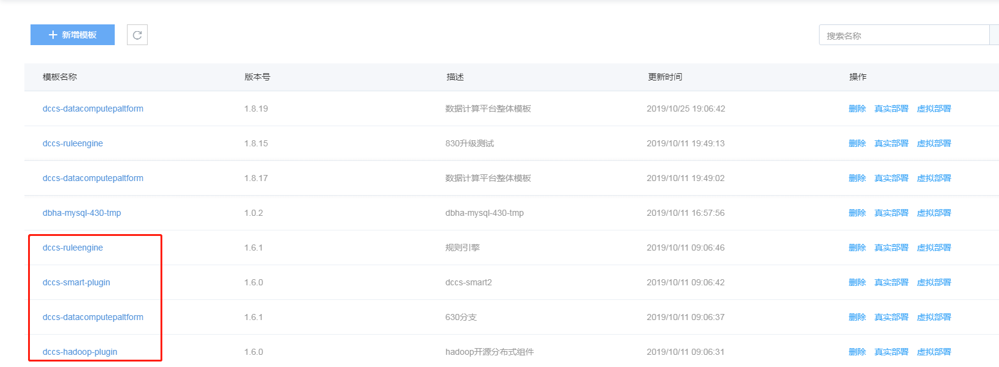 新增模板 搜索名称
模板名称 版本号 描述 更新时间 操作
dccs-datacomputepaltform 1.8.19 数据计算平台整体模板 2019/10/25 19:06:42 删除 真实部署 虚拟部署
dccs-ruleengine 1.8.15 830升级测试 2019/10/11 19:49:13 删除 真实部署 虚拟部署
dccs-datacomputepaltform 1.8.17 数据计算平台整体模板 2019/10/11 19:49:02 删除 真实部署 虚拟部署
dbha-mysql-430-tmp 1.0.2 dbha-mysql-430-tmp 2019/10/11 16:57:56 删除 真实部署 虚拟部署
dccs-ruleengine 1.6.1 规则引擎 2019/10/11 09:06:46 删除 真实部署 虚拟部署
dccs-smart-plugin 1.6.0 dccs-smart2 2019/10/11 09:06:42 删除 真实部署 虚拟部署
dccs-datacomputepaltform 1.6.1 630分支 2019/10/11 09:06:37 删除 真实部署 虚拟部署
dccs-hadoop-plugin 1.6.0 hadoop开源分布式组件 2019/10/11 09:06:31 删除 真实部署 虚拟部署